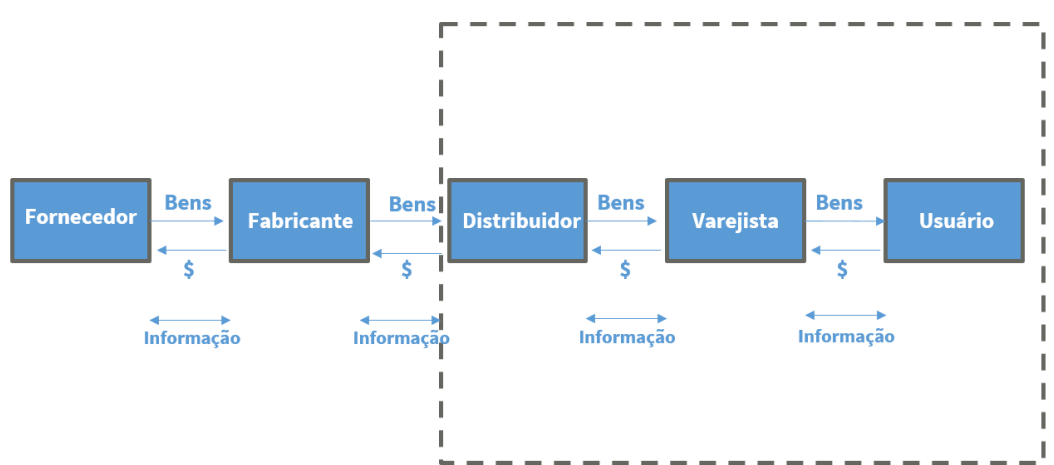 Fornecedor
Bens
$
Informação
Fabricante
Bens
$
Informação
Distribuidor
Bens
$
Informação
Varejista
Bens
$
Informação
Usuário